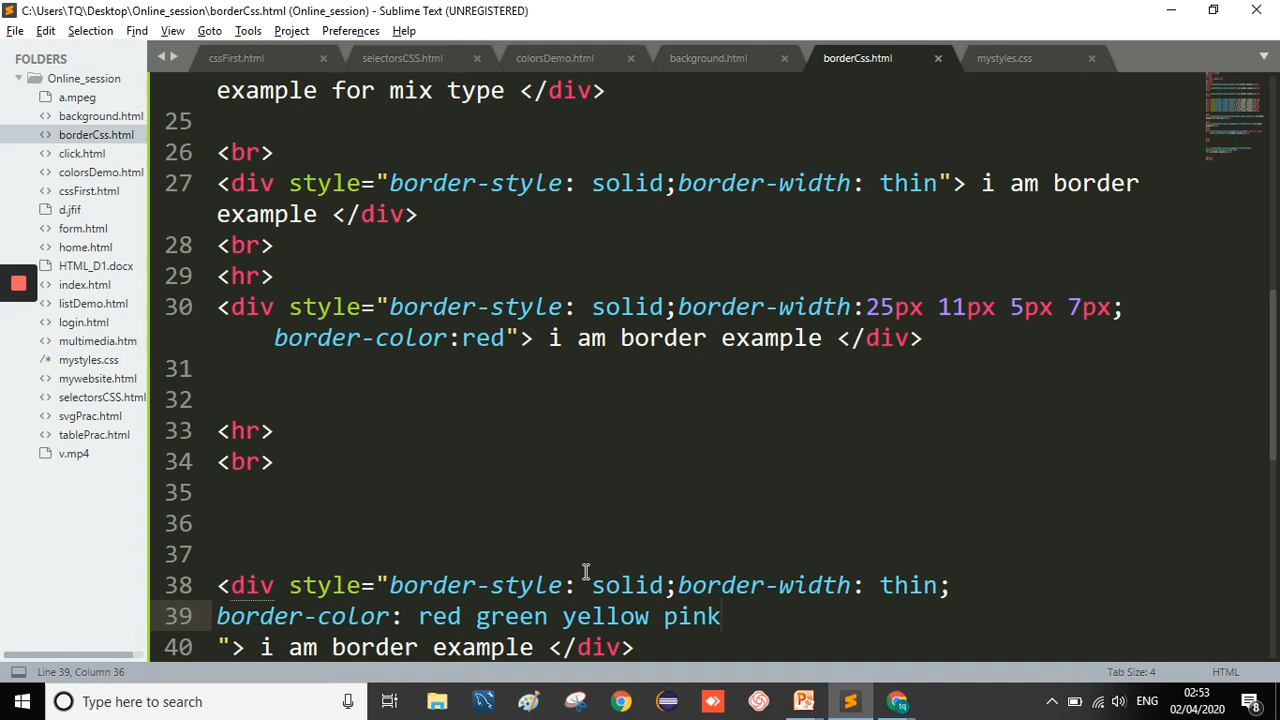 C:\Users\TQ\Desktop\Online_session\borderCss.html (Online_session) - Sublime Text (UNREGISTERED)
File Edit Selection Find View Goto Tools Project Preferences Help
FOLDERS
Online_session
a.mpeg
background.html
borderCss.html
click.html
colorsDemo.html
cssFirst.html
d.jfif
form.html
home.html
HTML_D1.docx
index.html
listDemo.html
login.html
multimedia.html
mystyles.css
mywebsite.html
selectorsCSS.html
svgPrac.html
tablePrac.html
v.mp4
cssFirst.html selectorsCSS.html colorsDemo.html background.html borderCss.html mystyles.css
example for mix type </div>
25
26 <br>
27 <div style="border-style: solid;border-width: thin"> i am border
example </div>
28 <br>
29 <hr>
30 <div style="border-style: solid;border-width:25px 11px 5px 7px;
border-color:red"> i am border example </div>
31
32
33 <hr>
34 <br>
35
36
37
38 <div style="border-style: solid;border-width: thin;
39 border-color: red green yellow pink
40 "> i am border example </div>
Line 39, Column 36 Tab Size: 4 HTML
Type here to search
ENG
02:53
02/04/2020
8